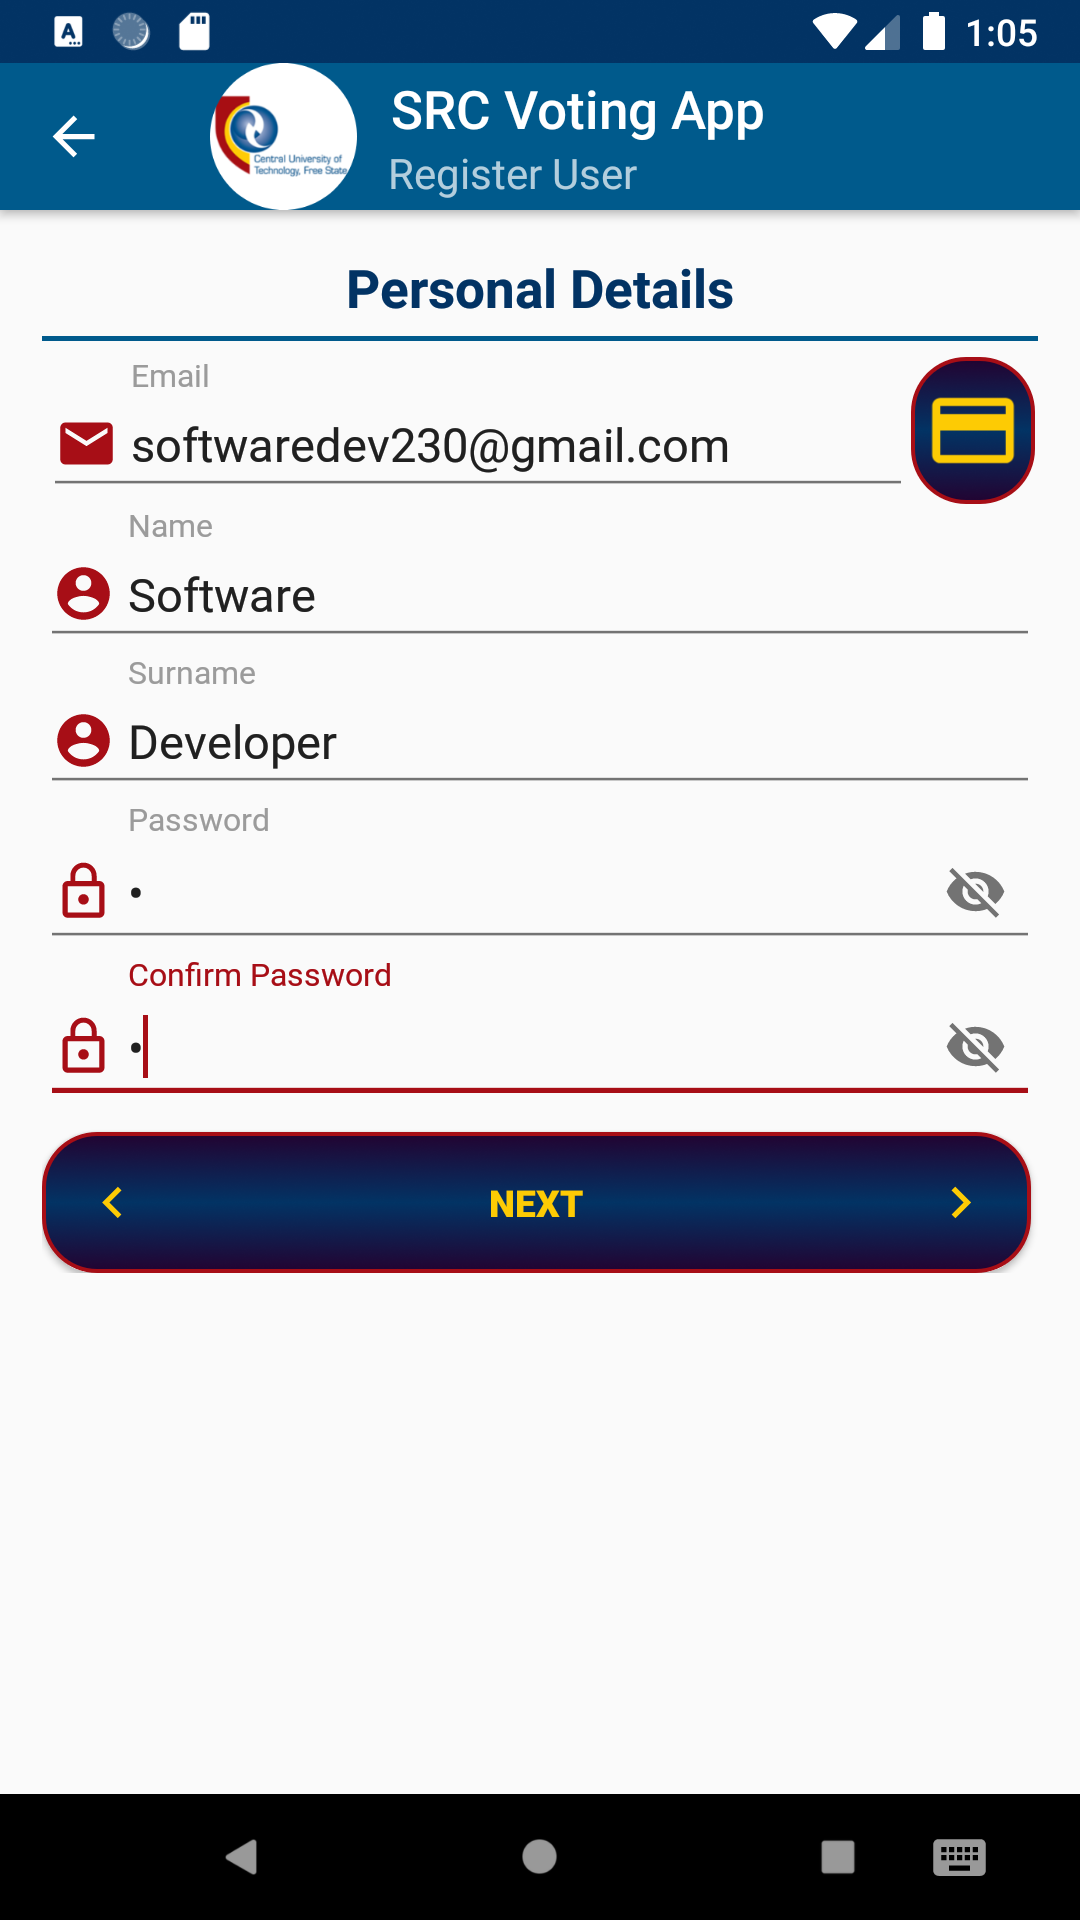 1:05
SRC Voting App
Central University of
Technology, Free State
Register User
Personal Details
Email
softwaredev230@gmail.com
Name
Software
Surname
Developer
Password
•
Confirm Password
•
NEXT